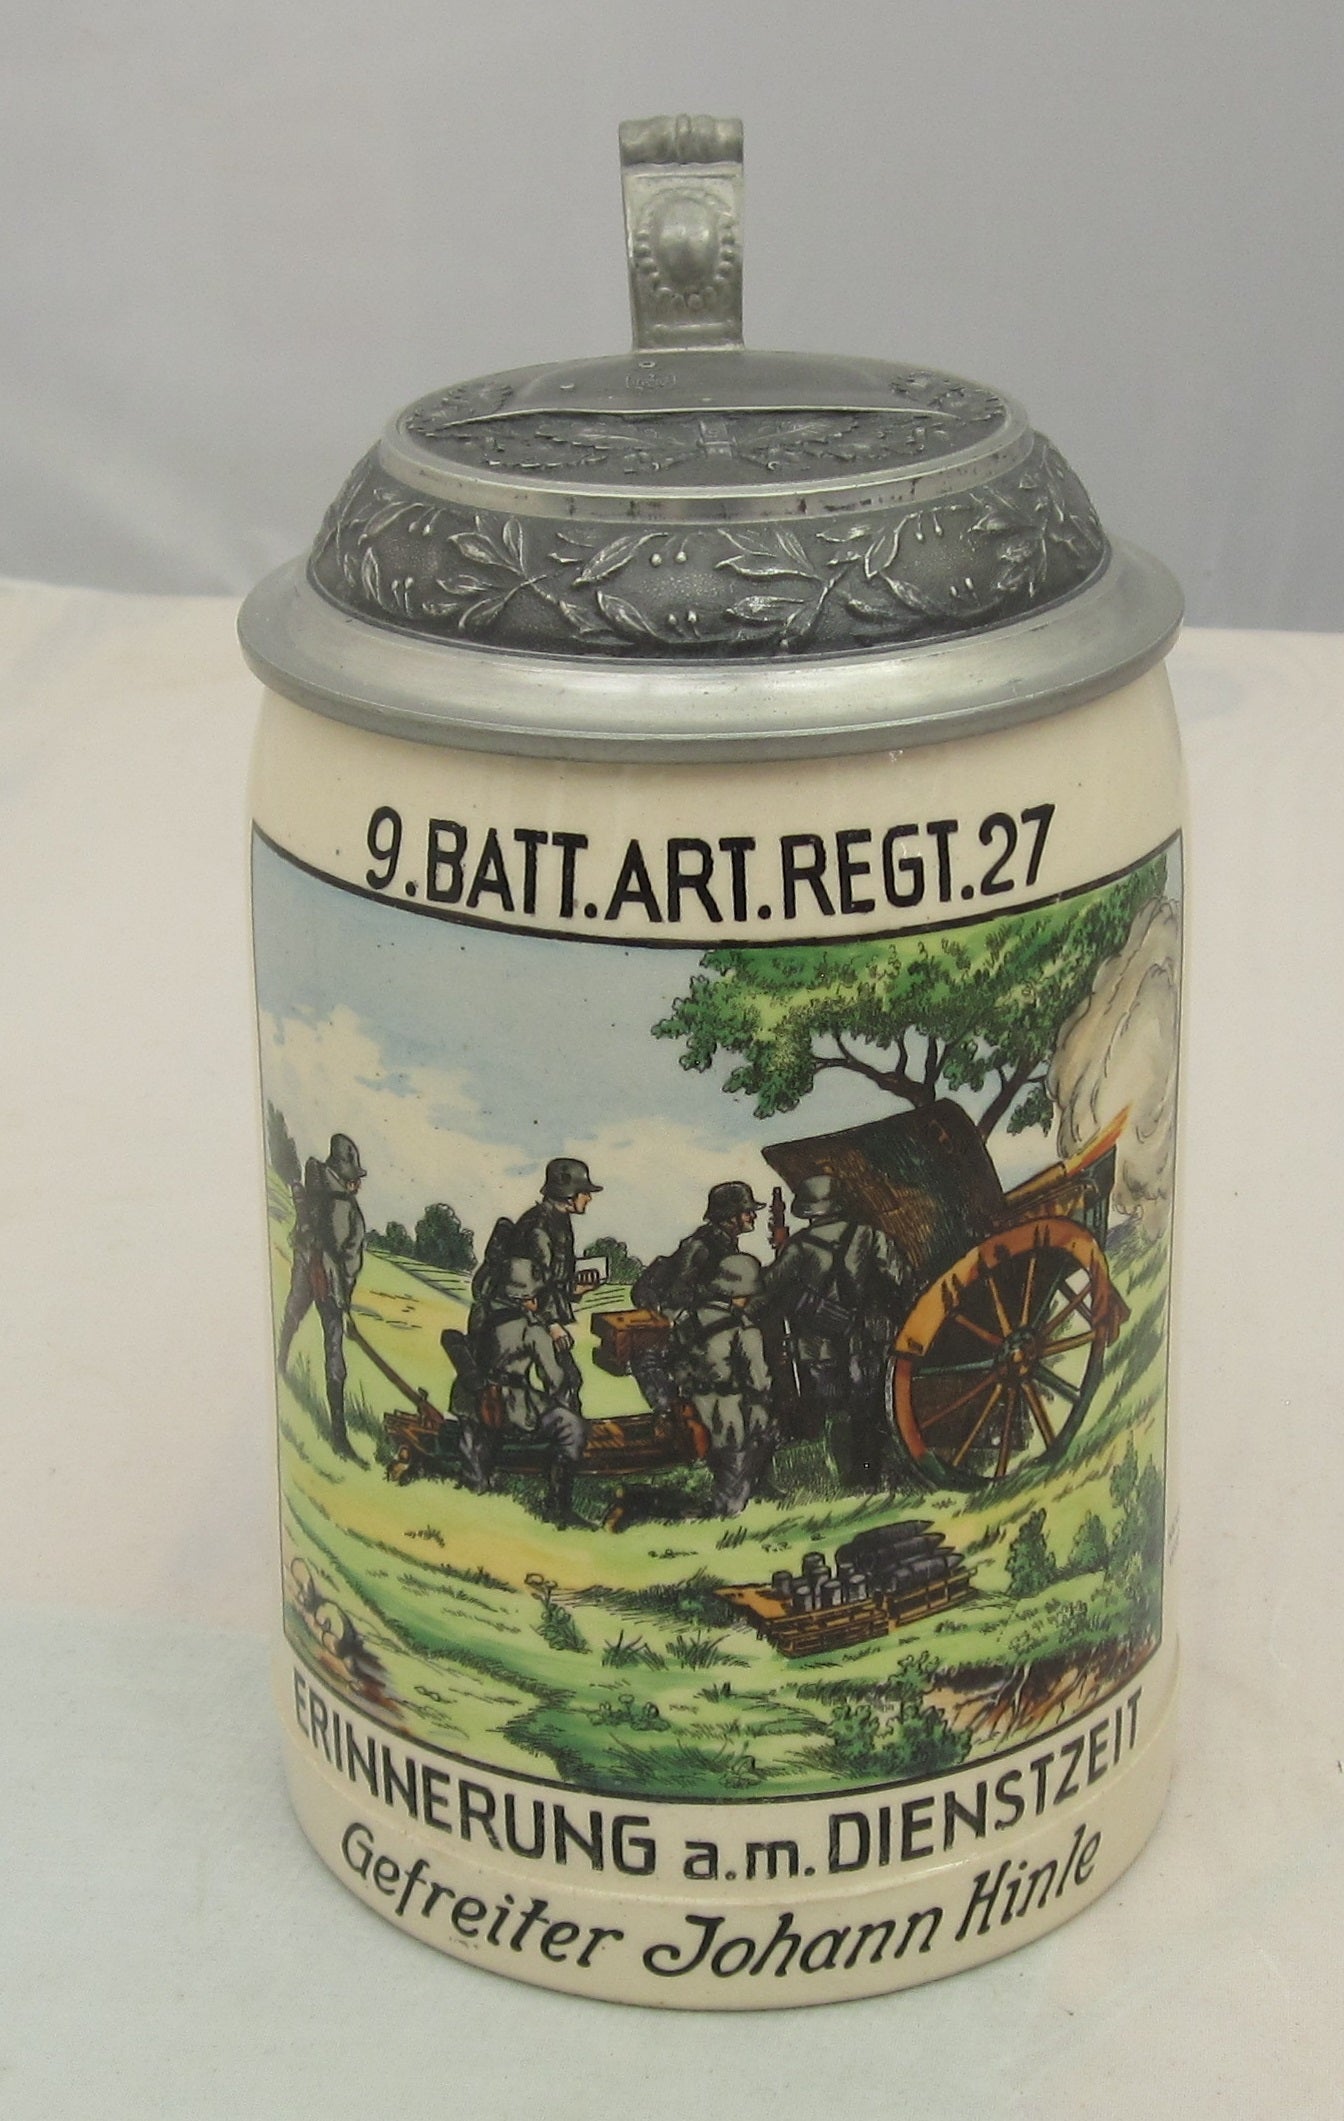 9.BATT.ART.REGT.27
ERINNERUNG a.m. DIENSTZEIT
Gefreiter Johann Hinle